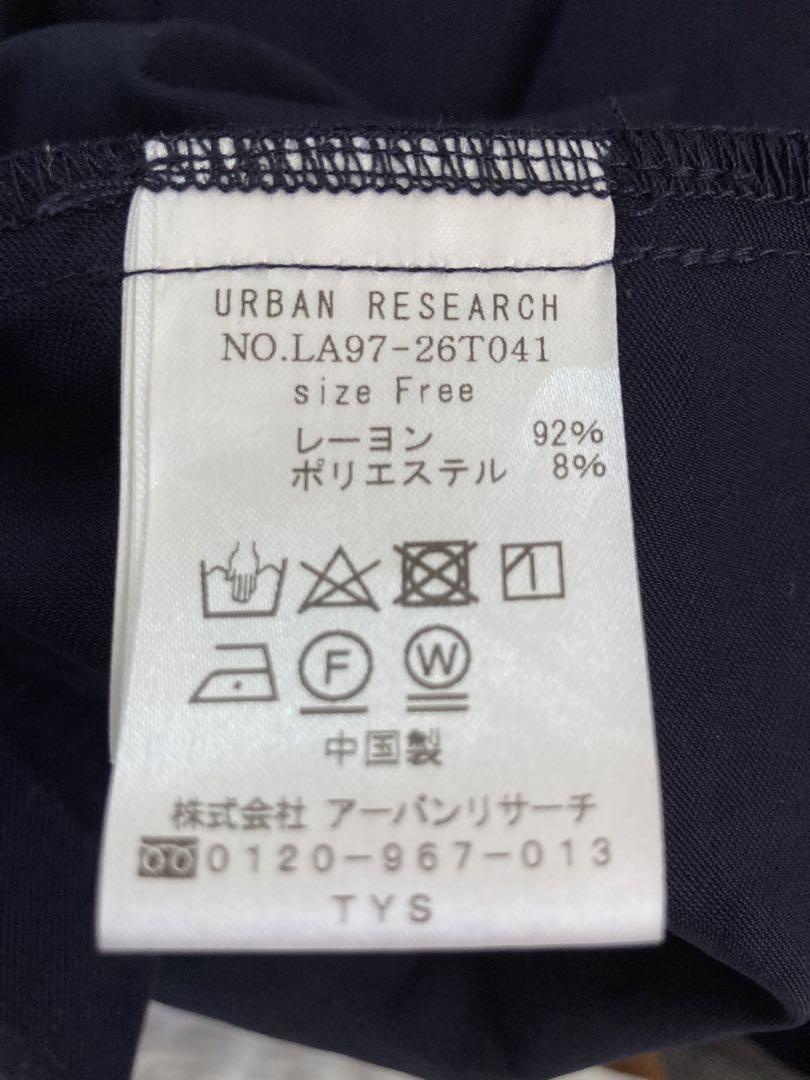 URBAN RESEARCH
NO.LA97-26T041
size Free
レーヨン 92%
ポリエステル 8%
F W
中国製
株式会社 アーバンリサーチ
0120-967-013
TYS